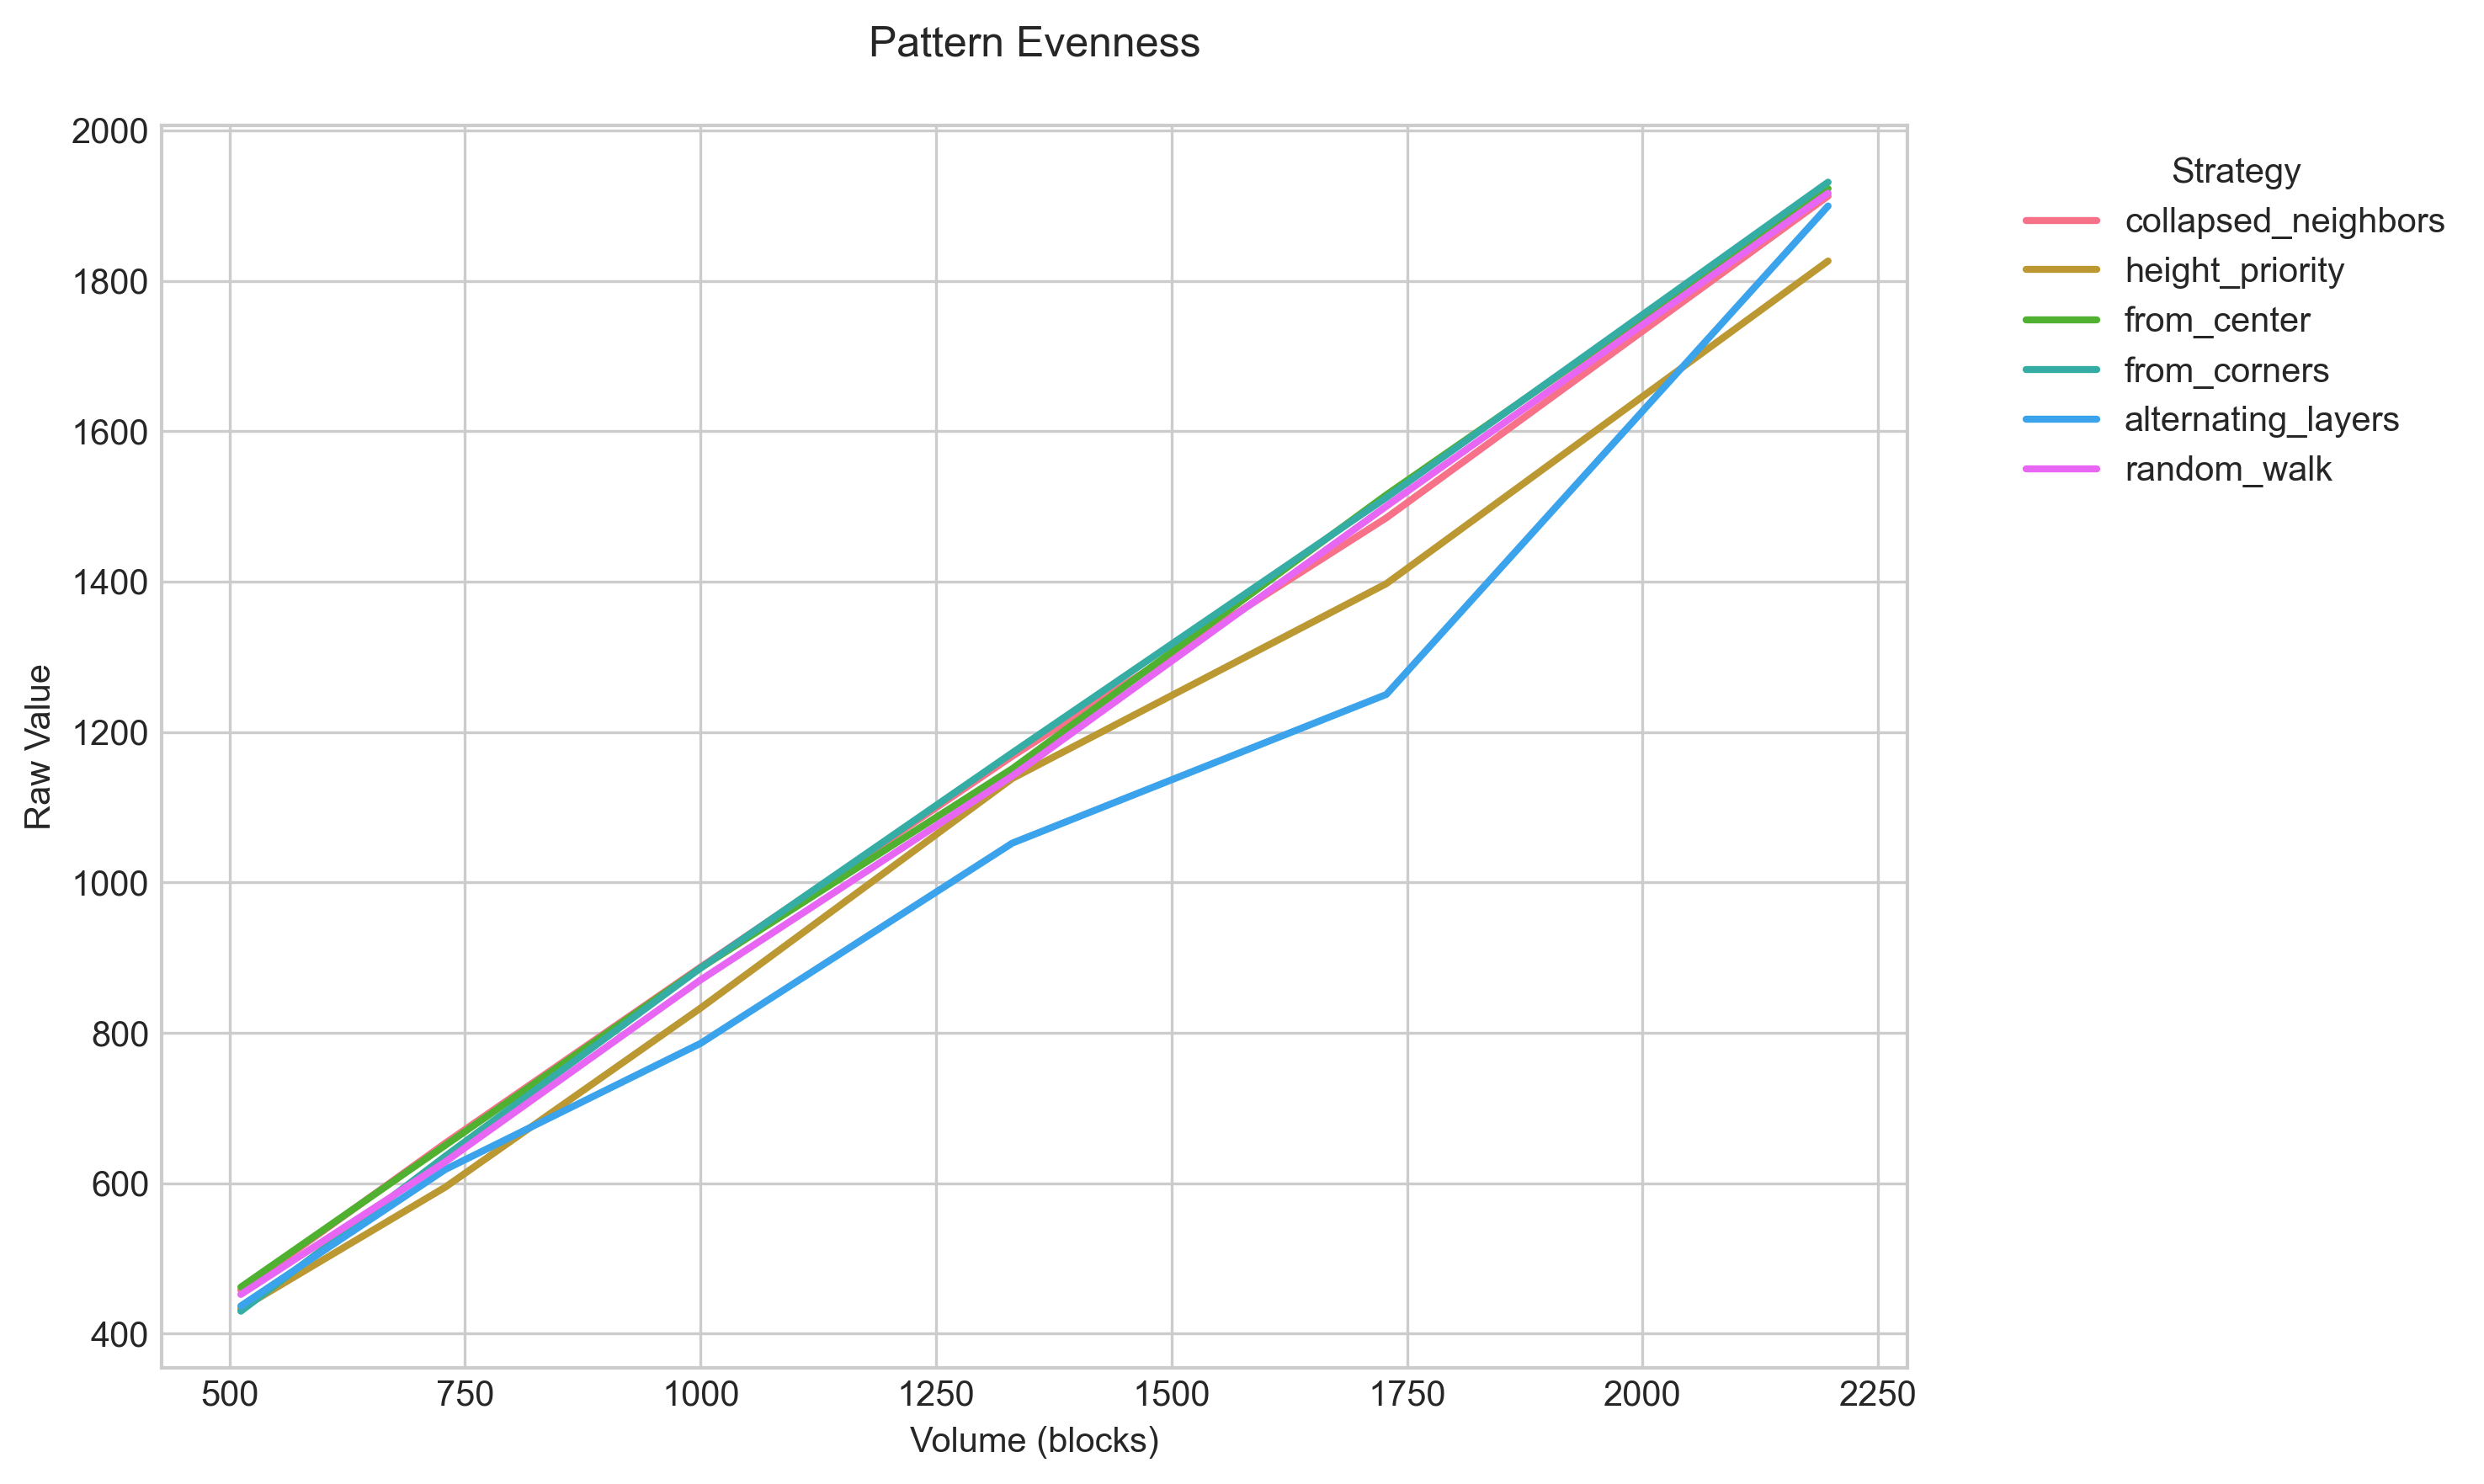 Pattern Evenness
2000
1800
1600
1400
1200
1000
800
600
400
Raw Value
500 750 1000 1250 1500 1750 2000 2250
Volume (blocks)
Strategy
collapsed_neighbors
height_priority
from_center
from_corners
alternating_layers
random_walk